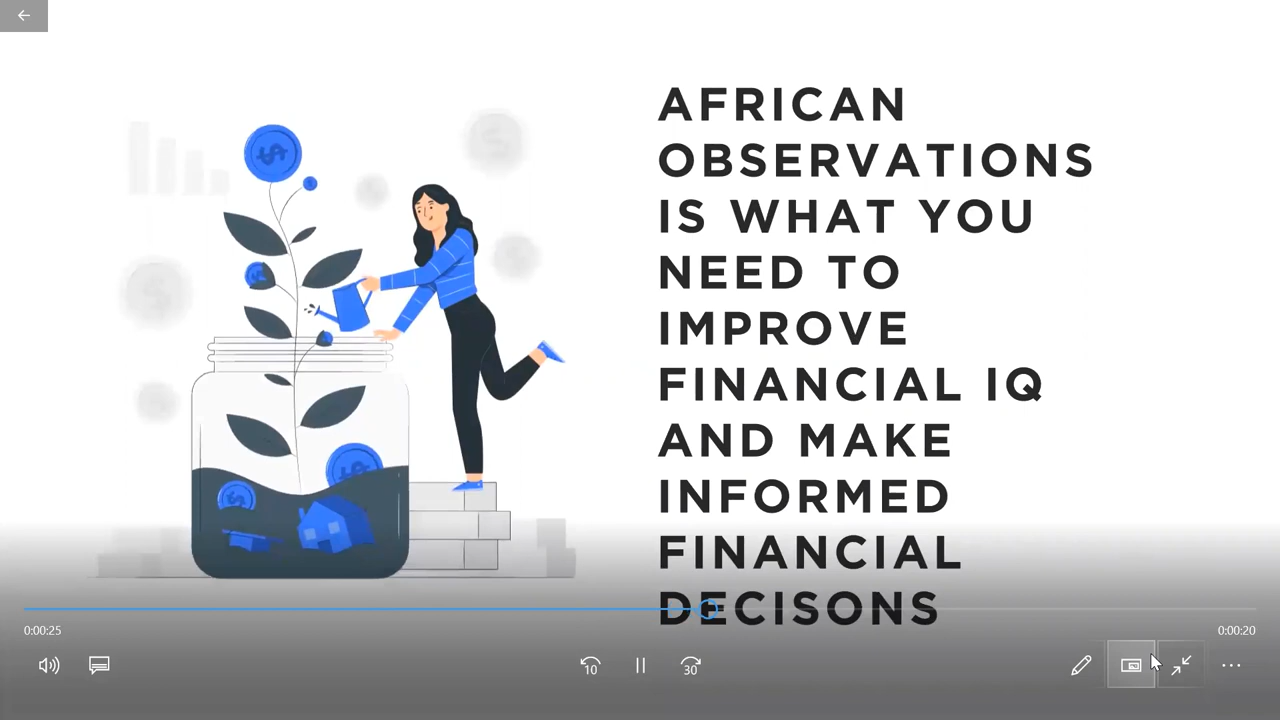 AFRICAN
OBSERVATIONS
IS WHAT YOU
NEED TO
IMPROVE
FINANCIAL IQ
AND MAKE
INFORMED
FINANCIAL
DECISONS
0:00:25
0:00:20
10
30